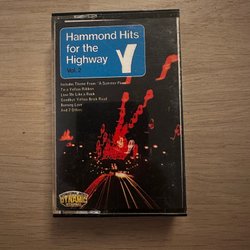 Hammond Hits
for the
Highway
Vol. 2
Includes Theme From "A Summer Place"
Tie a Yellow Ribbon
Love Me Like a Rock
Goodbye Yellow Brick Road
Burning Love
And 7 Others
DYNAMIC